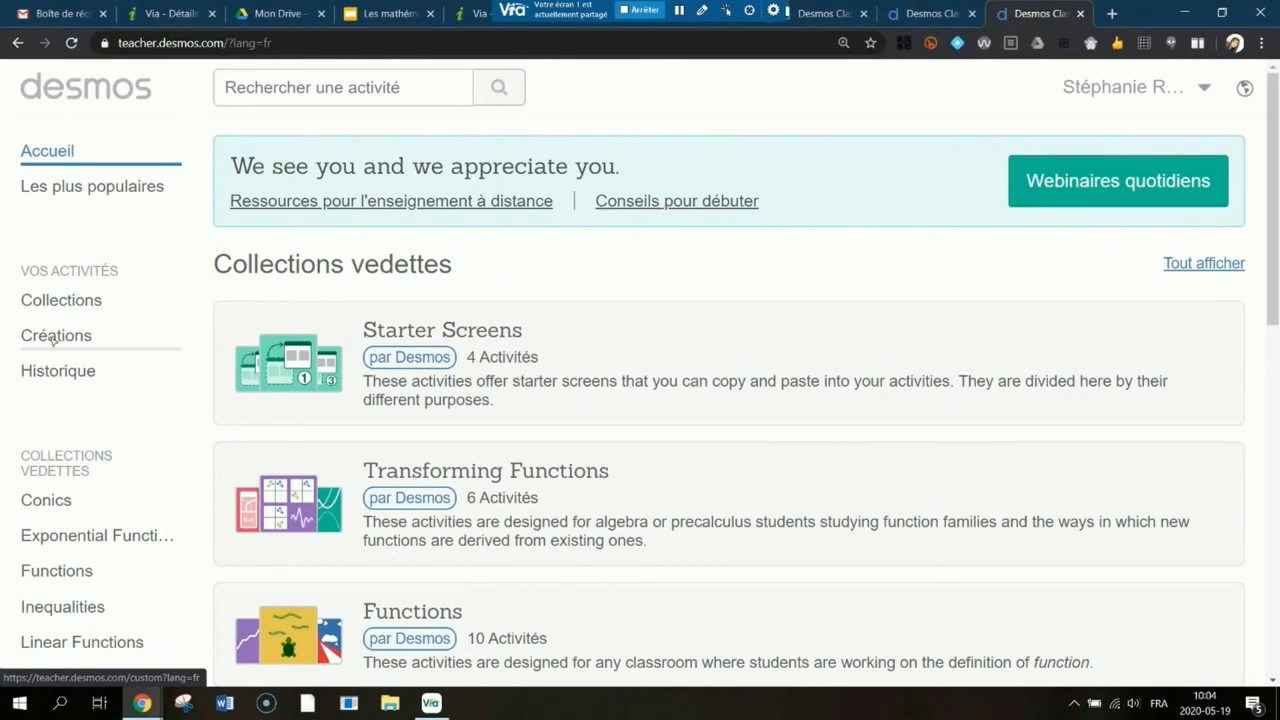 Boîte de réc
Via - Détails
Mon Drive -
Les mathém
Via -
Via
Votre écran 1 est
actuellement partagé
Arrêter
Desmos Cla
Desmos Cla
Desmos Cla
teacher.desmos.com/?lang=fr
desmos
Rechercher une activité
Stéphanie R...
Accueil
Les plus populaires
VOS ACTIVITÉS
Collections
Créations
Historique
COLLECTIONS
VEDETTES
Conics
Exponential Functi...
Functions
Inequalities
Linear Functions
We see you and we appreciate you.
Ressources pour l'enseignement à distance
Conseils pour débuter
Webinaires quotidiens
Collections vedettes
Tout afficher
Starter Screens
par Desmos 4 Activités
These activities offer starter screens that you can copy and paste into your activities. They are divided here by their
different purposes.
Transforming Functions
par Desmos 6 Activités
These activities are designed for algebra or precalculus students studying function families and the ways in which new
functions are derived from existing ones.
Functions
par Desmos 10 Activités
These activities are designed for any classroom where students are working on the definition of function.
https://teacher.desmos.com/custom?lang=fr
FRA
10:04
2020-05-19
5